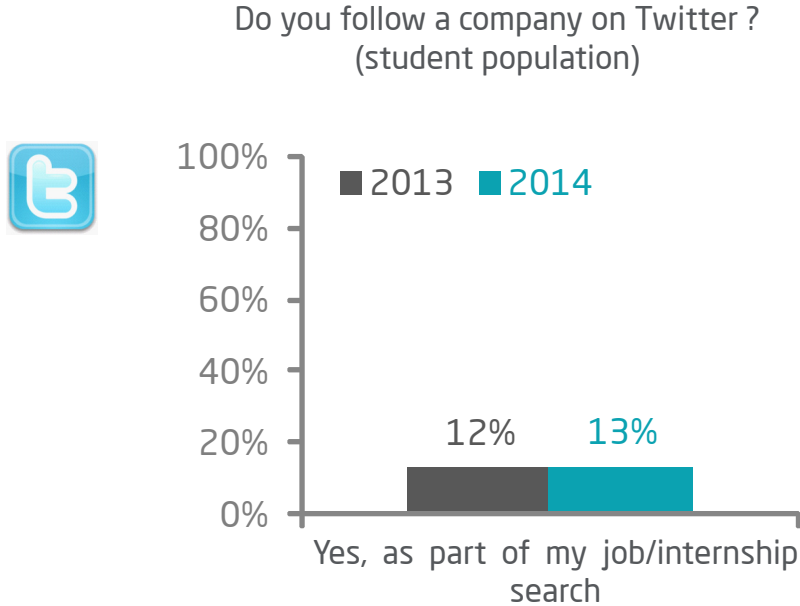 Do you follow a company on Twitter ?
(student population)
100%
2013 2014
80%
60%
40%
12% 13%
20%
0%
Yes, as part of my job/internship
search